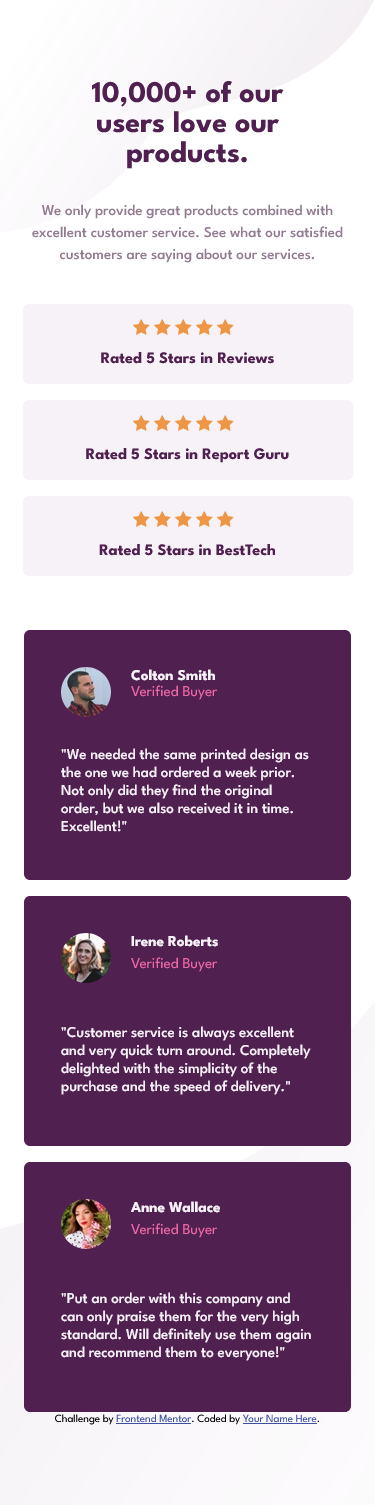 10,000+ of our
users love our
products.
We only provide great products combined with
excellent customer service. See what our satisfied
customers are saying about our services.
Rated 5 Stars in Reviews
Rated 5 Stars in Report Guru
Rated 5 Stars in BestTech
Colton Smith
Verified Buyer
"We needed the same printed design as
the one we had ordered a week prior.
Not only did they find the original
order, but we also received it in time.
Excellent!"
Irene Roberts
Verified Buyer
"Customer service is always excellent
and very quick turn around. Completely
delighted with the simplicity of the
purchase and the speed of delivery."
Anne Wallace
Verified Buyer
"Put an order with this company and
can only praise them for the very high
standard. Will definitely use them again
and recommend them to everyone!"
Challenge by Frontend Mentor. Coded by Your Name Here.